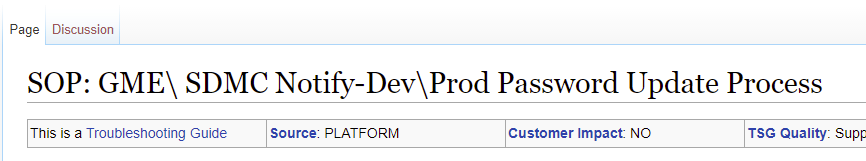 Page Discussion
SOP: GME\ SDMC Notify-Dev\Prod Password Update Process
This is a Troubleshooting Guide Source: PLATFORM Customer Impact: NO TSG Quality: Supp